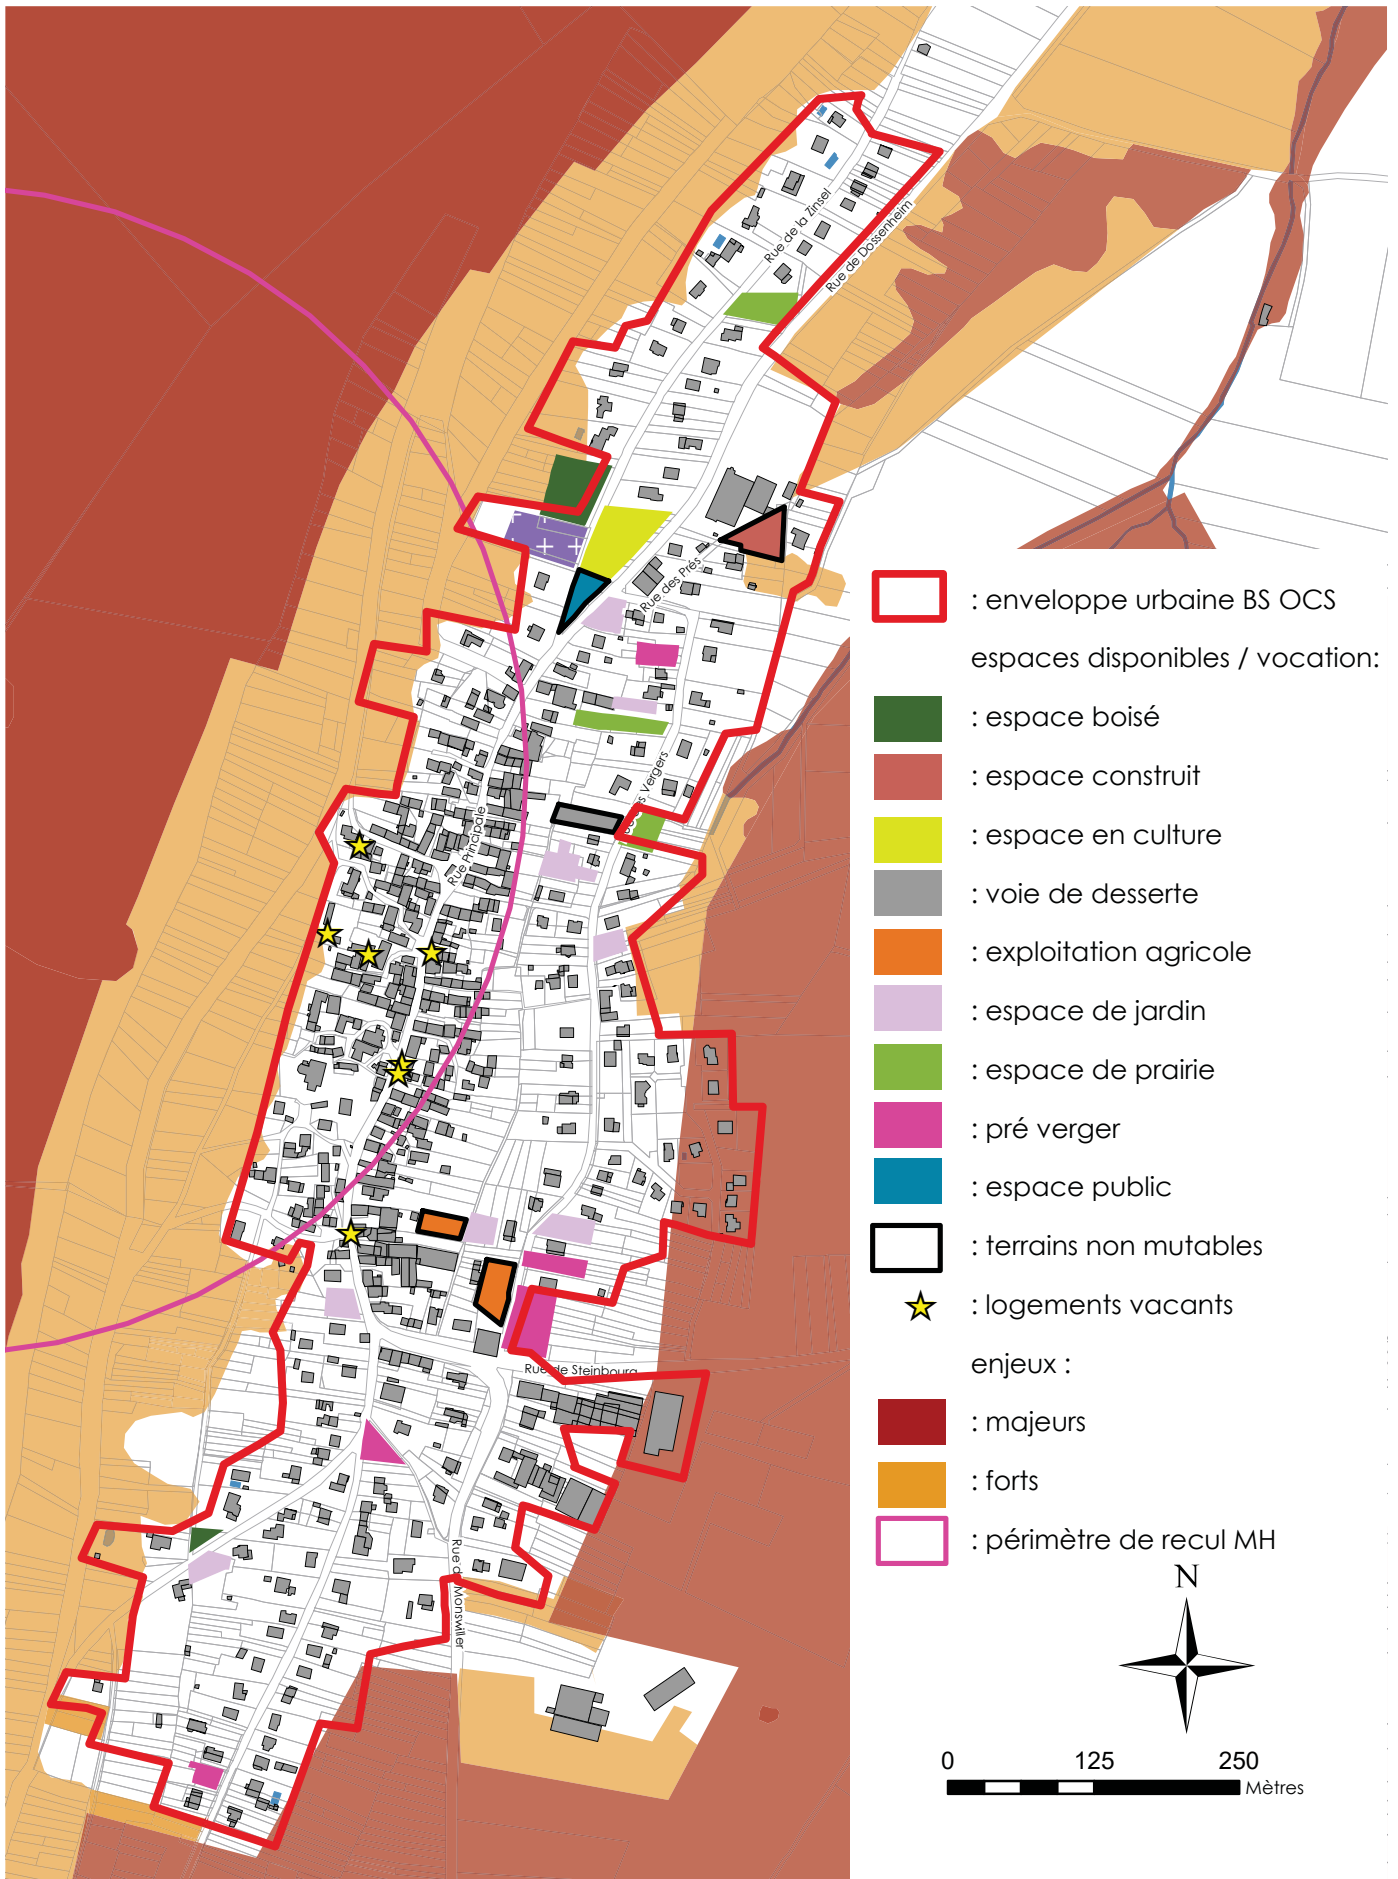 Rue de la Zinsel
Rue de Dossenheim
Rue des Prés
Vergers
Rue Principale
Rue de Steinbourg
Rue de Monswiller
: enveloppe urbaine BS OCS
espaces disponibles / vocation:
: espace boisé
: espace construit
: espace en culture
: voie de desserte
: exploitation agricole
: espace de jardin
: espace de prairie
: pré verger
: espace public
: terrains non mutables
: logements vacants
enjeux :
: majeurs
: forts
: périmètre de recul MH
N
0 125 250
Mètres